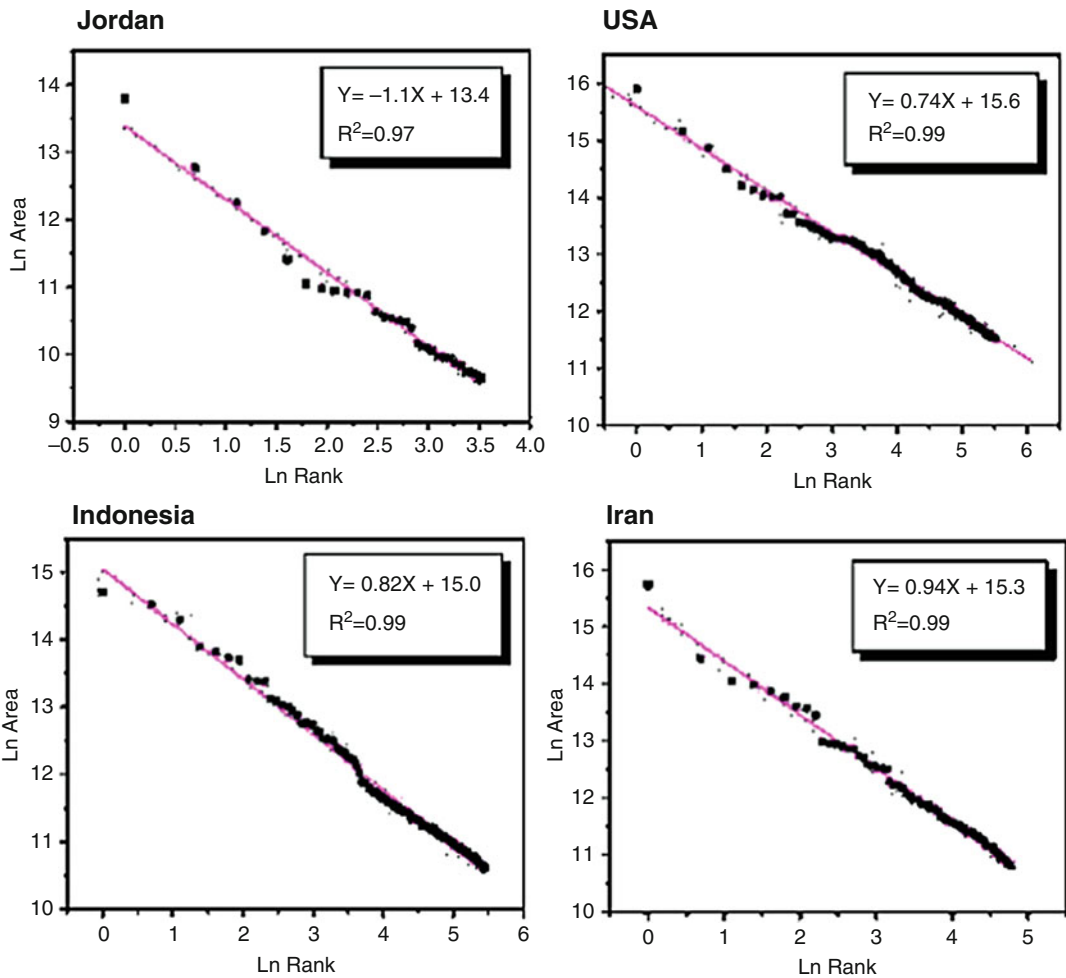 Jordan
14
13
12
11
10
9
Ln Area
Y= –1.1X + 13.4
R²=0.97
–0.5
0.0
0.5
1.0
1.5
2.0
2.5
3.0
3.5
4.0
Ln Rank
USA
16
15
14
13
12
11
10
Y= 0.74X + 15.6
R²=0.99
0
1
2
3
4
5
6
Ln Rank
Indonesia
15
14
13
12
11
10
Ln Area
Y= 0.82X + 15.0
R²=0.99
0
1
2
3
4
5
6
Ln Rank
Iran
16
15
14
13
12
11
10
Ln Area
Y= 0.94X + 15.3
R²=0.99
0
1
2
3
4
5
Ln Rank